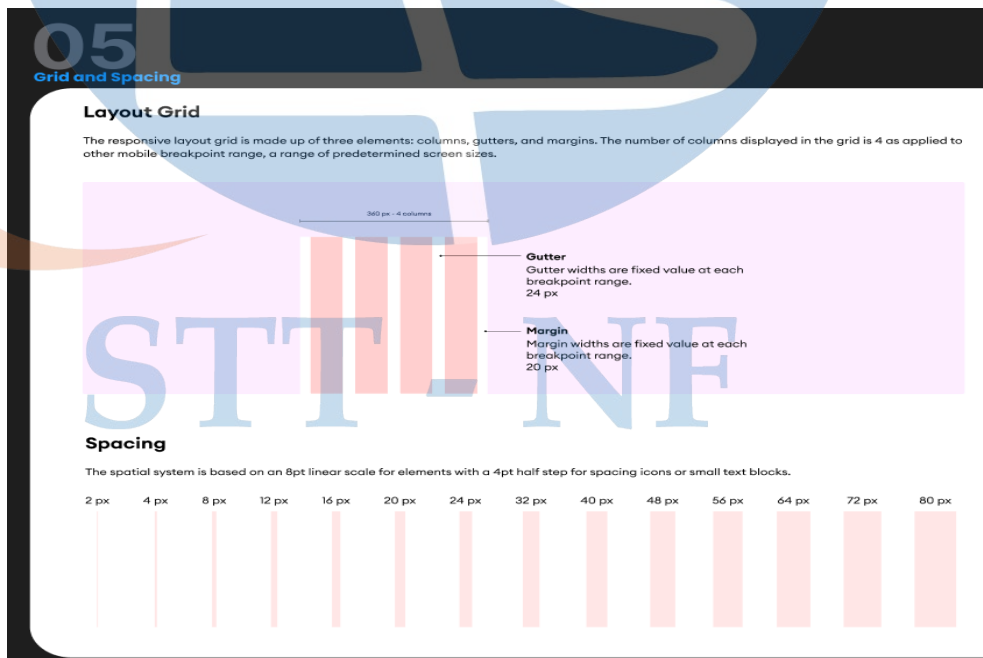 05
Grid and Spacing
Layout Grid
The responsive layout grid is made up of three elements: columns, gutters, and margins. The number of columns displayed in the grid is 4 as applied to
other mobile breakpoint range, a range of predetermined screen sizes.
360 px - 4 columns
Gutter
Gutter widths are fixed value at each
breakpoint range.
24 px
Margin
Margin widths are fixed value at each
breakpoint range.
20 px
STT - NF
Spacing
The spatial system is based on an 8pt linear scale for elements with a 4pt half step for spacing icons or small text blocks.
2 px 4 px 8 px 12 px 16 px 20 px 24 px 32 px 40 px 48 px 56 px 64 px 72 px 80 px